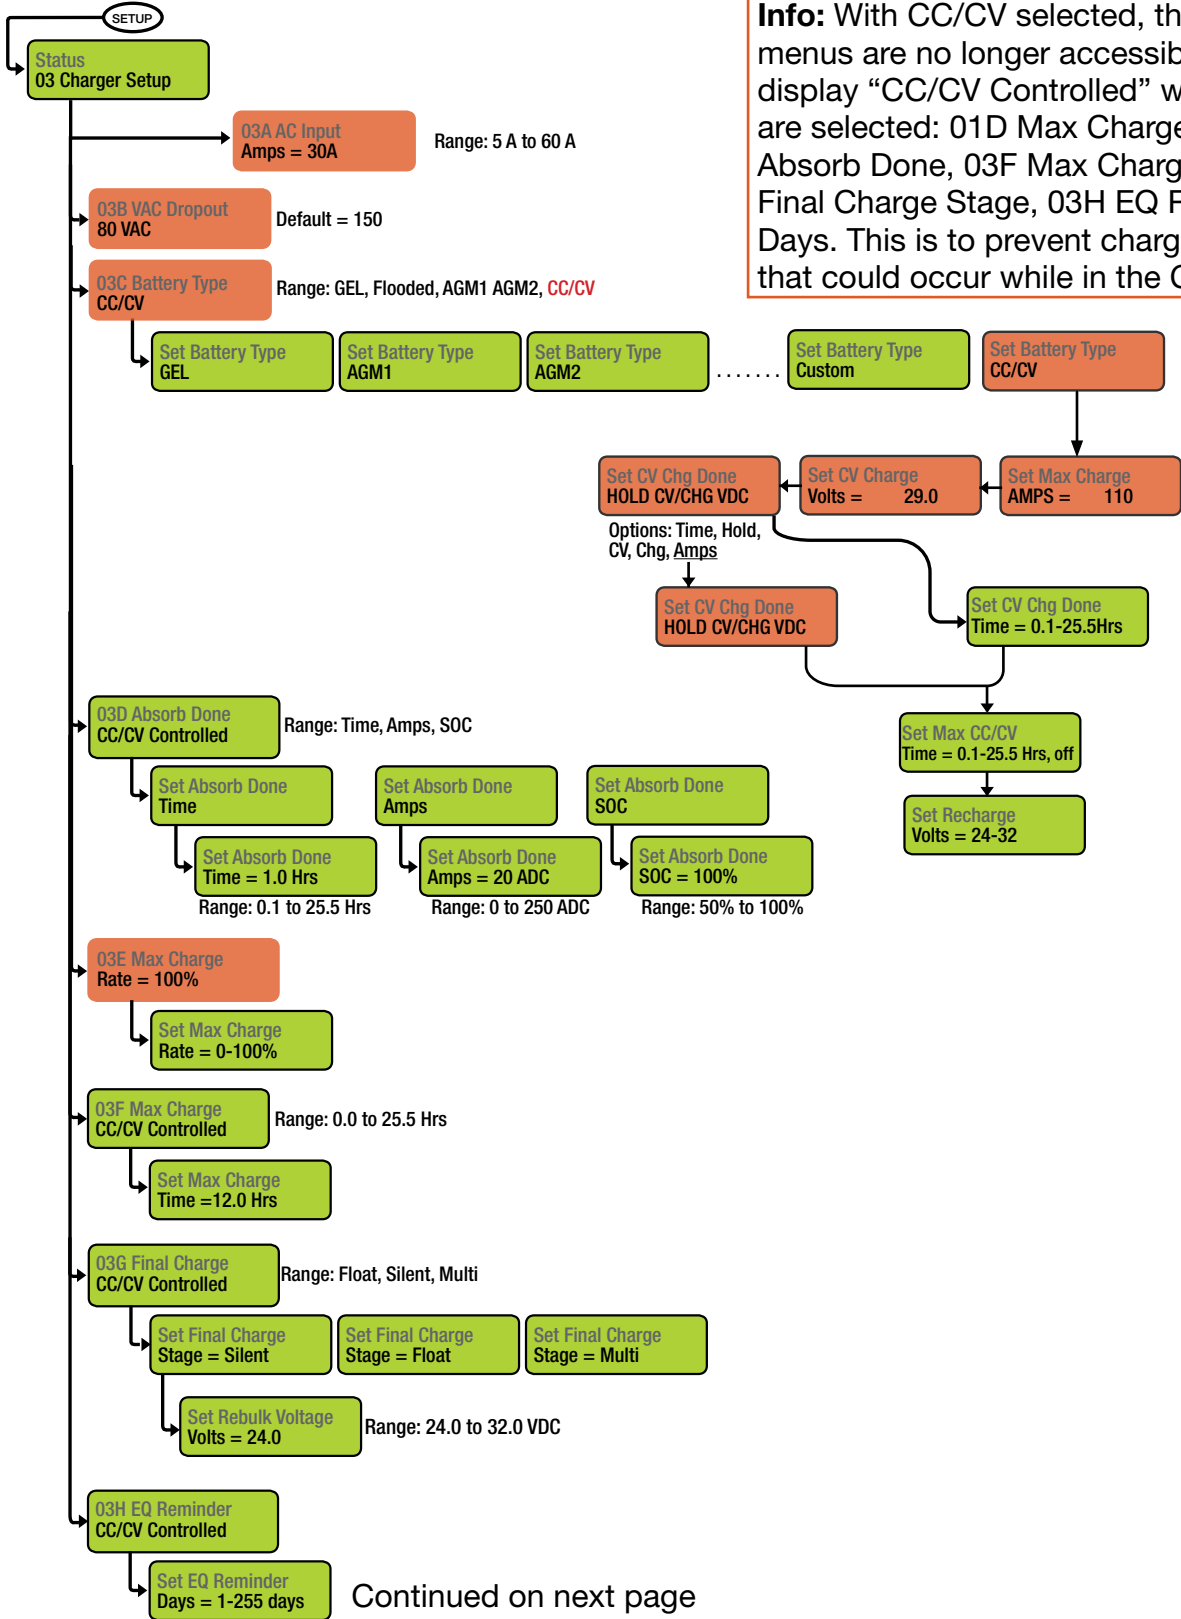 SETUP
Status
03 Charger Setup
Info: With CC/CV selected, th
menus are no longer accessib
display “CC/CV Controlled” w
are selected: 01D Max Charge
Absorb Done, 03F Max Charg
Final Charge Stage, 03H EQ F
Days. This is to prevent charg
that could occur while in the C
03A AC Input
Amps = 30A
Range: 5 A to 60 A
03B VAC Dropout
80 VAC
Default = 150
03C Battery Type
CC/CV
Range: GEL, Flooded, AGM1 AGM2, CC/CV
Set Battery Type
GEL
Set Battery Type
AGM1
Set Battery Type
AGM2
.......
Set Battery Type
Custom
Set Battery Type
CC/CV
Set Max Charge
AMPS = 110
Set CV Charge
Volts = 29.0
Set CV Chg Done
HOLD CV/CHG VDC
Options: Time, Hold,
CV, Chg, Amps
Set CV Chg Done
HOLD CV/CHG VDC
Set CV Chg Done
Time = 0.1-25.5Hrs
Set Max CC/CV
Time = 0.1-25.5 Hrs, off
Set Recharge
Volts = 24-32
03D Absorb Done
CC/CV Controlled
Range: Time, Amps, SOC
Set Absorb Done
Time
Set Absorb Done
Amps
Set Absorb Done
SOC
Set Absorb Done
Time = 1.0 Hrs
Range: 0.1 to 25.5 Hrs
Set Absorb Done
Amps = 20 ADC
Range: 0 to 250 ADC
Set Absorb Done
SOC = 100%
Range: 50% to 100%
03E Max Charge
Rate = 100%
Set Max Charge
Rate = 0-100%
03F Max Charge
CC/CV Controlled
Range: 0.0 to 25.5 Hrs
Set Max Charge
Time =12.0 Hrs
03G Final Charge
CC/CV Controlled
Range: Float, Silent, Multi
Set Final Charge
Stage = Silent
Set Final Charge
Stage = Float
Set Final Charge
Stage = Multi
Set Rebulk Voltage
Volts = 24.0
Range: 24.0 to 32.0 VDC
03H EQ Reminder
CC/CV Controlled
Set EQ Reminder
Days = 1-255 days
Continued on next page